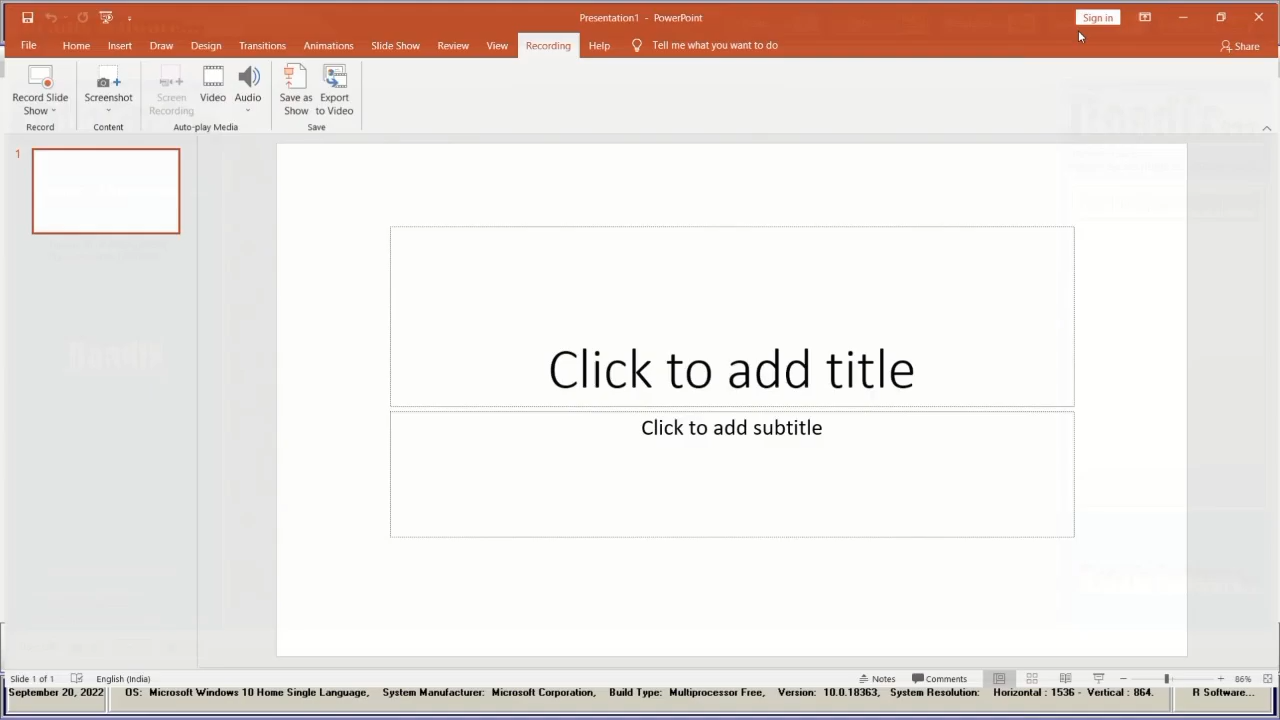 Presentation1 - PowerPoint
Sign in
File Home Insert Draw Design Transitions Animations Slide Show Review View Recording Help Tell me what you want to do
Share
Record Slide Show
Screenshot
Screen Recording
Video
Audio
Save as Show
Export to Video
Record
Content
Auto-play Media
Save
1
Click to add title
Click to add subtitle
Slide 1 of 1
English (India)
Notes
Comments
86%
September 20, 2022
OS: Microsoft Windows 10 Home Single Language, System Manufacturer: Microsoft Corporation, Build Type: Multiprocessor Free, Version: 10.0.18363, System Resolution: Horizontal : 1536 - Vertical : 864.
R Software...